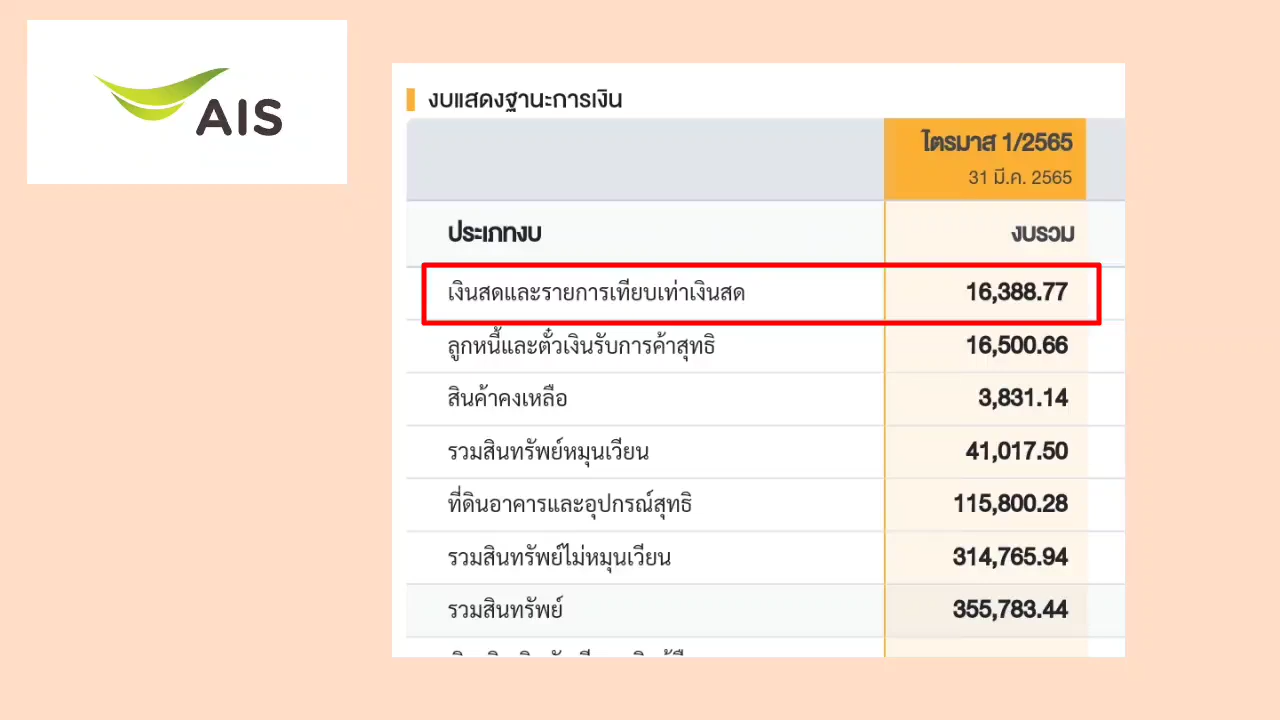 AIS
งบแสดงฐานะการเงิน
ไตรมาส 1/2565
31 มี.ค. 2565
ประเภทงบ งบรวม
เงินสดและรายการเทียบเท่าเงินสด 16,388.77
ลูกหนี้และตั๋วเงินรับการค้าสุทธิ 16,500.66
สินค้าคงเหลือ 3,831.14
รวมสินทรัพย์หมุนเวียน 41,017.50
ที่ดินอาคารและอุปกรณ์สุทธิ 115,800.28
รวมสินทรัพย์ไม่หมุนเวียน 314,765.94
รวมสินทรัพย์ 355,783.44